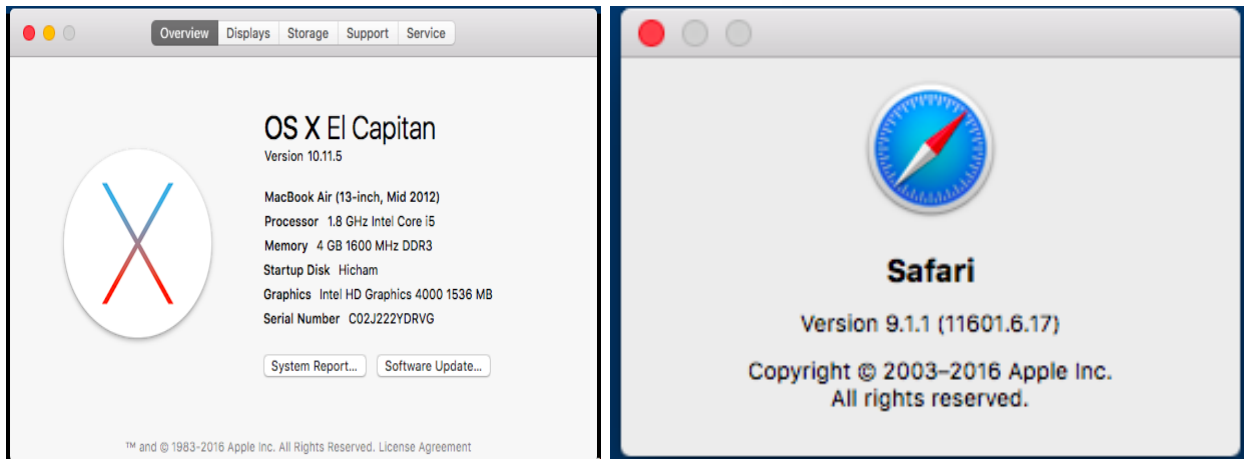 Overview Displays Storage Support Service
OS X El Capitan
Version 10.11.5
MacBook Air (13-inch, Mid 2012)
Processor 1.8 GHz Intel Core i5
Memory 4 GB 1600 MHz DDR3
Startup Disk Hicham
Graphics Intel HD Graphics 4000 1536 MB
Serial Number C02J222YDRVG
System Report... Software Update...
™ and © 1983-2016 Apple Inc. All Rights Reserved. License Agreement
Safari
Version 9.1.1 (11601.6.17)
Copyright © 2003–2016 Apple Inc.
All rights reserved.